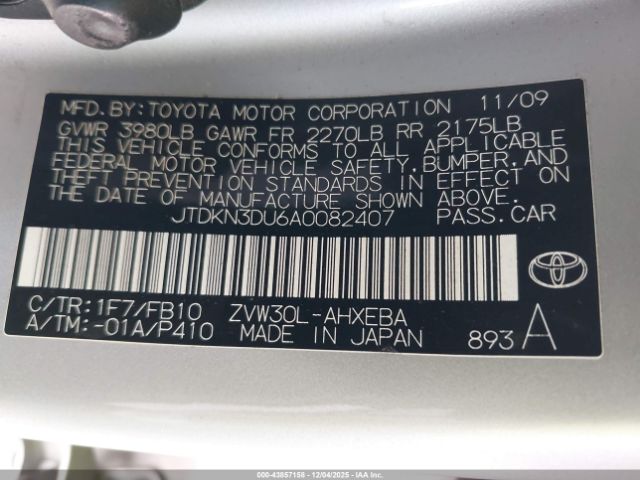 MFD.BY:TOYOTA MOTOR CORPORATION 11/09
GVWR 3980LB GAWR FR 2270LB RR 2175LB
THIS VEHICLE CONFORMS TO ALL APPLICABLE
FEDERAL MOTOR VEHICLE SAFETY,BUMPER,AND
THEFT PREVENTION STANDARDS IN EFFECT ON
THE DATE OF MANUFACTURE SHOWN ABOVE.
JTDKN3DU6A0082407 PASS.CAR
C/TR:1F7/FB10 ZVW30L-AHXEBA
A/TM:-01A/P410 MADE IN JAPAN 893 A
000-43857158 - 12/04/2025 - IAA Inc.